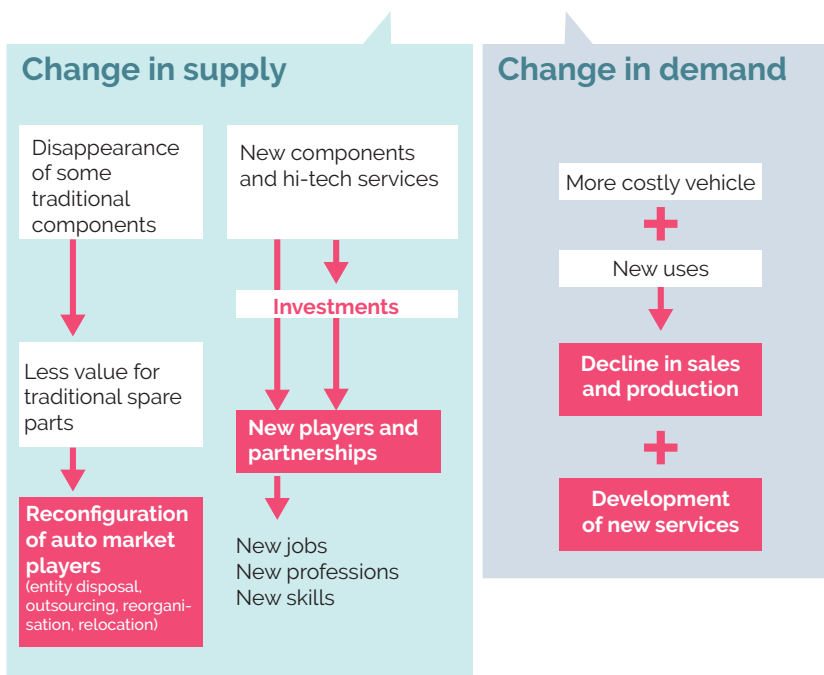 Change in supply
Disappearance
of some
traditional
components
Less value for
traditional spare
parts
Reconfiguration
of auto market
players
(entity disposal,
outsourcing, reorgani-
sation, relocation)
New components
and hi-tech services
Investments
New players and
partnerships
New jobs
New professions
New skills
Change in demand
More costly vehicle
+
New uses
Decline in sales
and production
+
Development
of new services